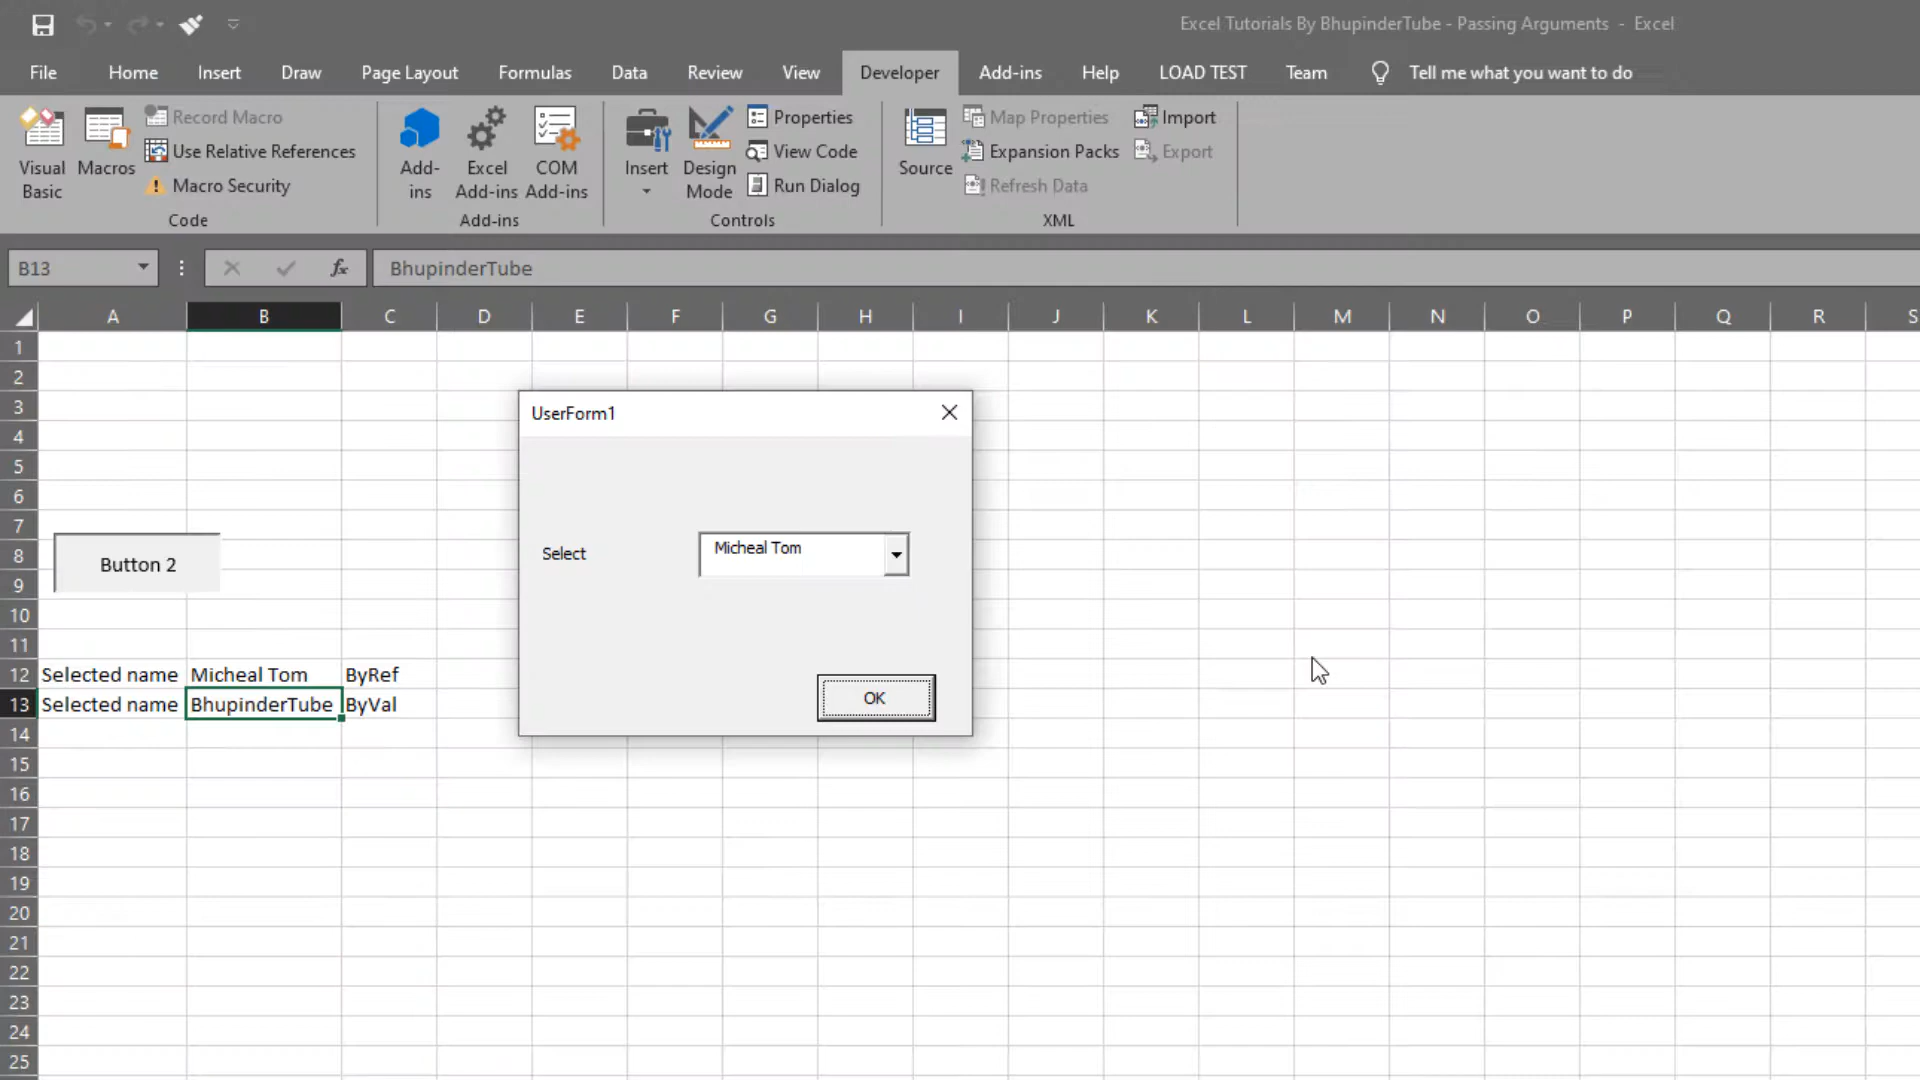 Excel Tutorials By BhupinderTube - Passing Arguments - Excel
File Home Insert Draw Page Layout Formulas Data Review View Developer Add-ins Help LOAD TEST Team Tell me what you want to do
Visual Basic
Macros
Record Macro
Use Relative References
Macro Security
Code
Add-ins
Excel Add-ins
COM Add-ins
Add-ins
Insert
Design Mode
Properties
View Code
Run Dialog
Controls
Source
Map Properties
Expansion Packs
Refresh Data
Import
Export
XML
B13 fx BhupinderTube
A B C D E F G H I J K L M N O P Q R S
1
2
3
4
5
6
7
8
9
10
11
12 Selected name Micheal Tom ByRef
13 Selected name BhupinderTube ByVal
14
15
16
17
18
19
20
21
22
23
24
25
Button 2
UserForm1
Select Micheal Tom
OK